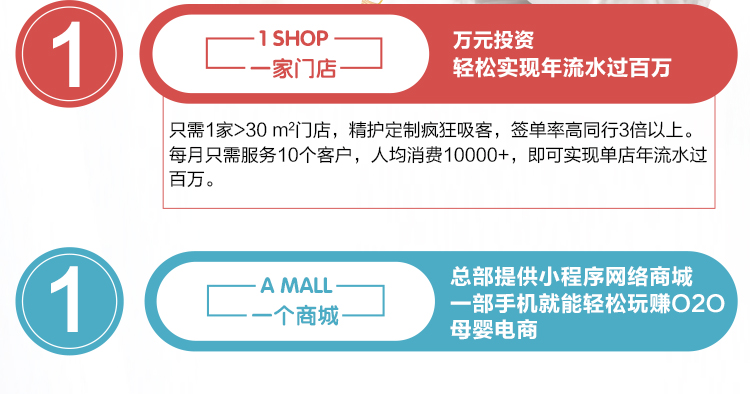 1
1 SHOP
一家门店
万元投资
轻松实现年流水过百万
只需1家>30 m²门店，精护定制疯狂吸客，签单率高同行3倍以上。
每月只需服务10个客户，人均消费10000+，即可实现单店年流水过
百万。
1
A MALL
一个商城
总部提供小程序网络商城
一部手机就能轻松玩赚O2O
母婴电商